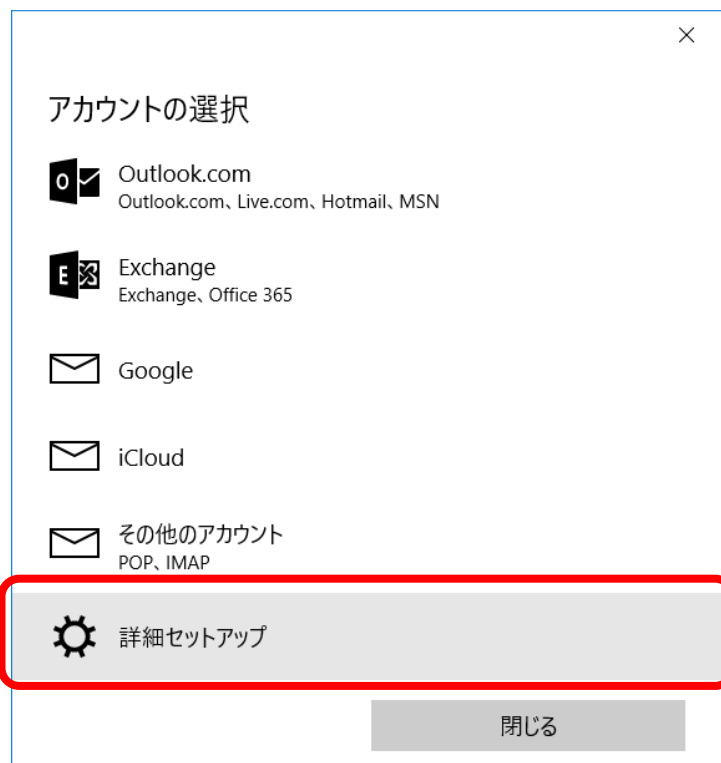 アカウントの選択
Outlook.com
Outlook.com、Live.com、Hotmail、MSN
Exchange
Exchange、Office 365
Google
iCloud
その他のアカウント
POP、IMAP
詳細セットアップ
閉じる